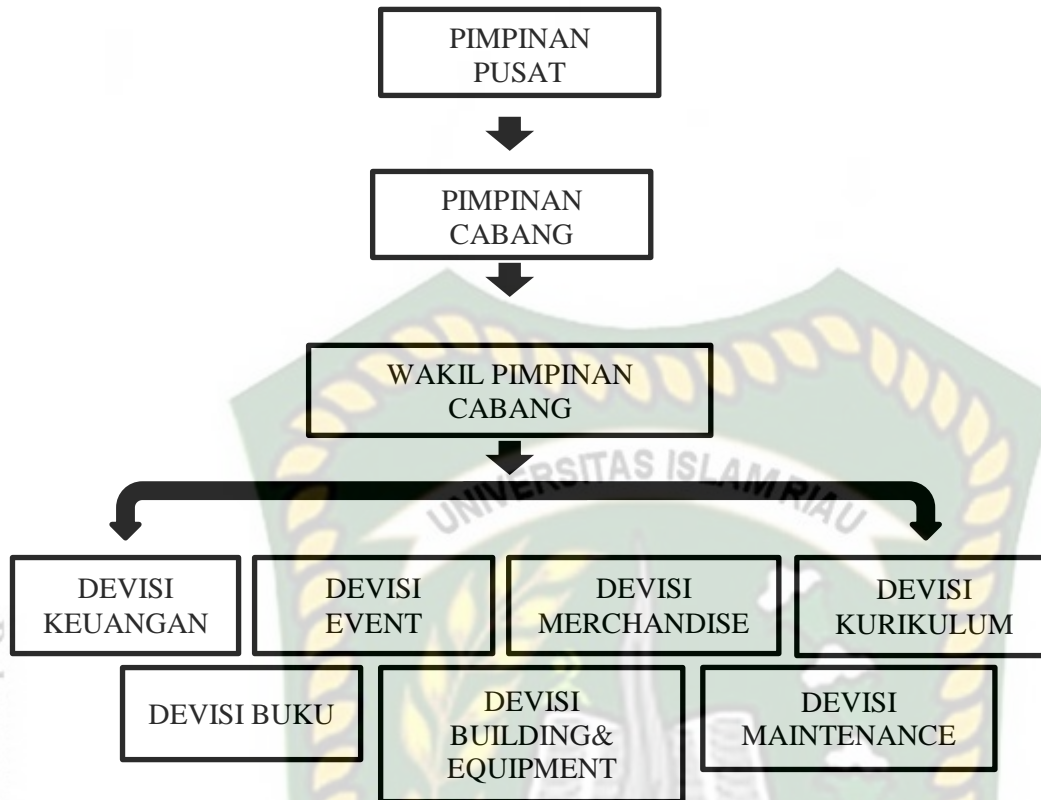 PIMPINAN
PUSAT
PIMPINAN
CABANG
WAKIL PIMPINAN
CABANG
UNIVERSITAS ISLAM RIAU
DEVISI
KEUANGAN
DEVISI
EVENT
DEVISI
MERCHANDISE
DEVISI
KURIKULUM
DEVISI BUKU
DEVISI
BUILDING&
EQUIPMENT
DEVISI
MAINTENANCE